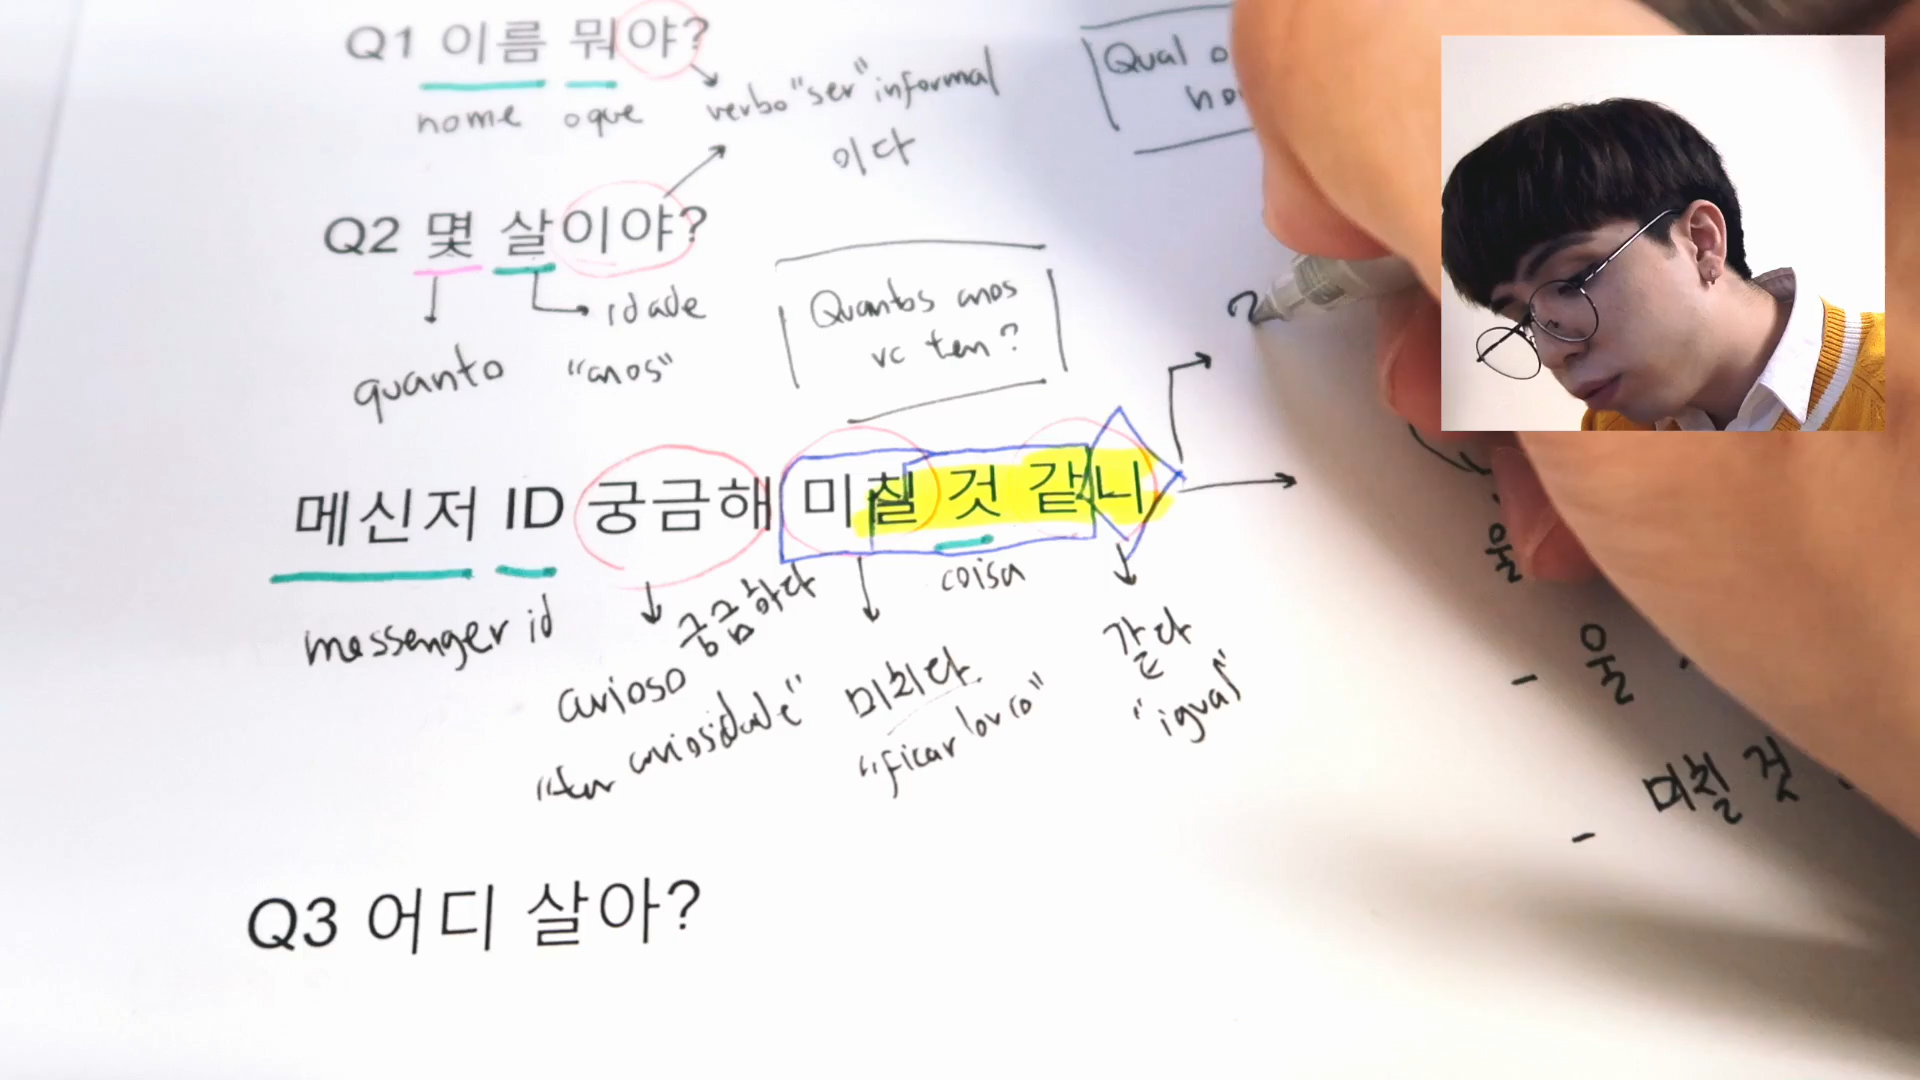 Q1 이름 뭐야?
nome oque verbo "ser" informal
이다
Qual o
Q2 몇 살이야?
quanto
idade
"anos"
Quantos anos
vc tem?
메신저 ID 궁금해 미칠 것 같니
messenger id
궁금하다
curioso
"ter curiosidade"
미치다
"ficar louco"
coisa
같다
"igual"
울
- 울
- 미칠 것
Q3 어디 살아?